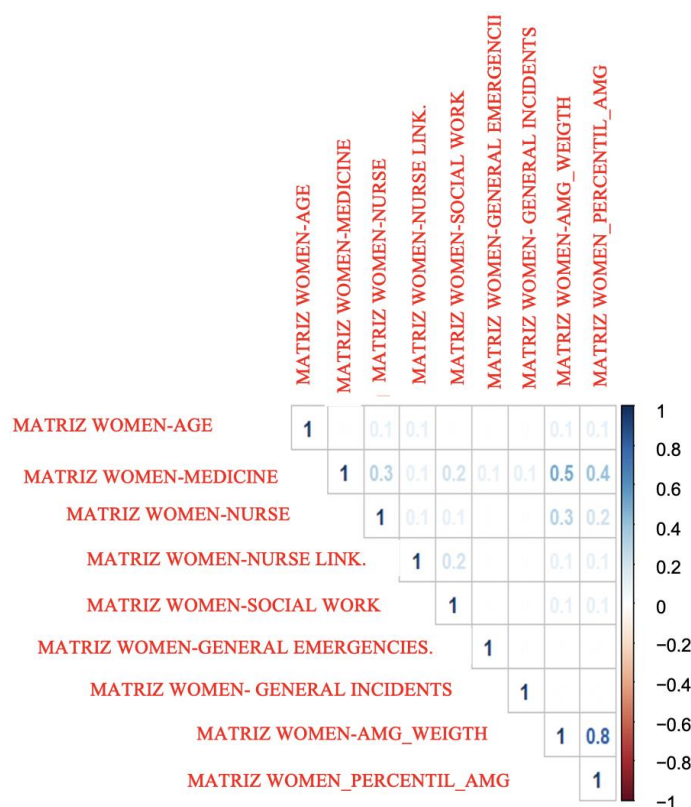 MATRIZ WOMEN-AGE
MATRIZ WOMEN-MEDICINE
MATRIZ WOMEN-NURSE
MATRIZ WOMEN-NURSE LINK.
MATRIZ WOMEN-SOCIAL WORK
MATRIZ WOMEN-GENERAL EMERGENCII
MATRIZ WOMEN- GENERAL INCIDENTS
MATRIZ WOMEN-AMG_WEIGTH
MATRIZ WOMEN_PERCENTIL_AMG
MATRIZ WOMEN-AGE 1 0.1 0.1 0.1 0.1
MATRIZ WOMEN-MEDICINE 1 0.3 0.1 0.2 0.1 0.1 0.5 0.4
MATRIZ WOMEN-NURSE 1 0.1 0.1 0.3 0.2
MATRIZ WOMEN-NURSE LINK. 1 0.2 0.1 0.1
MATRIZ WOMEN-SOCIAL WORK 1 0.1 0.1
MATRIZ WOMEN-GENERAL EMERGENCIES. 1
MATRIZ WOMEN- GENERAL INCIDENTS 1
MATRIZ WOMEN-AMG_WEIGTH 1 0.8
MATRIZ WOMEN_PERCENTIL_AMG 1
1
0.8
0.6
0.4
0.2
0
-0.2
-0.4
-0.6
-0.8
-1